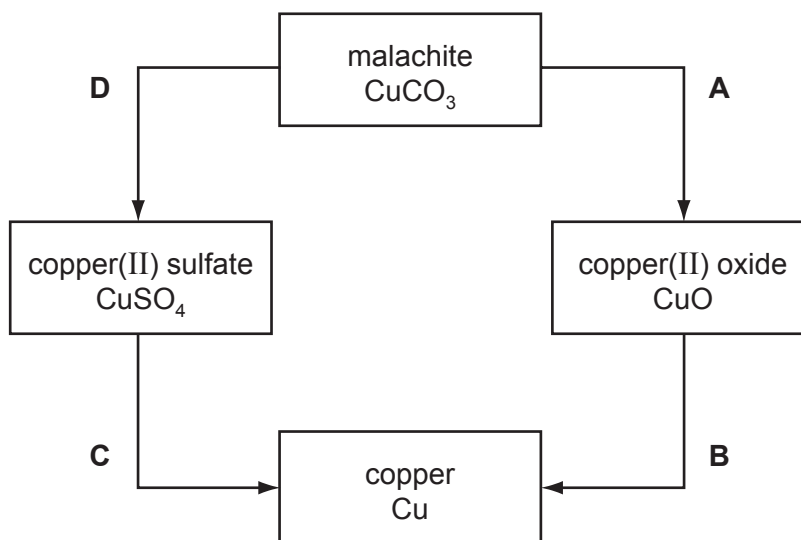 malachite
CuCO₃
D
A
copper(II) sulfate
CuSO₄
copper(II) oxide
CuO
C
B
copper
Cu